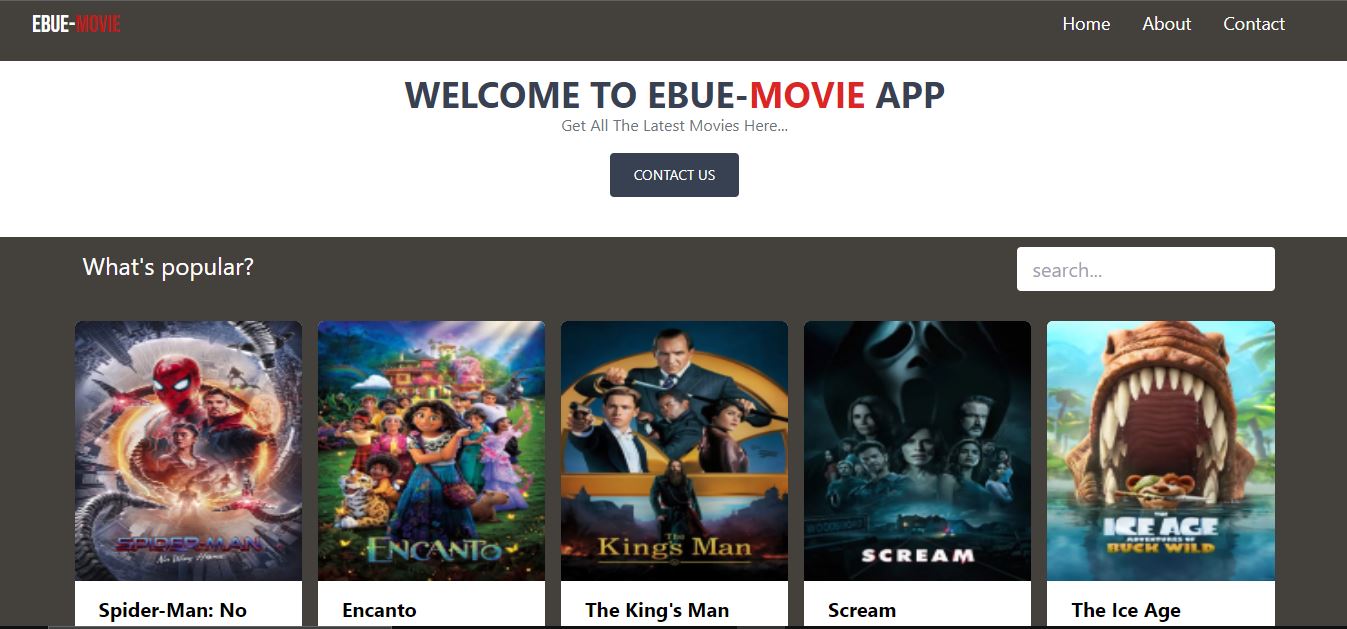 EBUE-MOVIE
Home About Contact
WELCOME TO EBUE-MOVIE APP
Get All The Latest Movies Here...
CONTACT US
What's popular?
search...
SPIDER-MAN
NO WAY HOME
ENCANTO
The
King's Man
SCREAM
THE
ICE AGE
ADVENTURES OF
BUCK WILD
Spider-Man: No
Encanto
The King's Man
Scream
The Ice Age